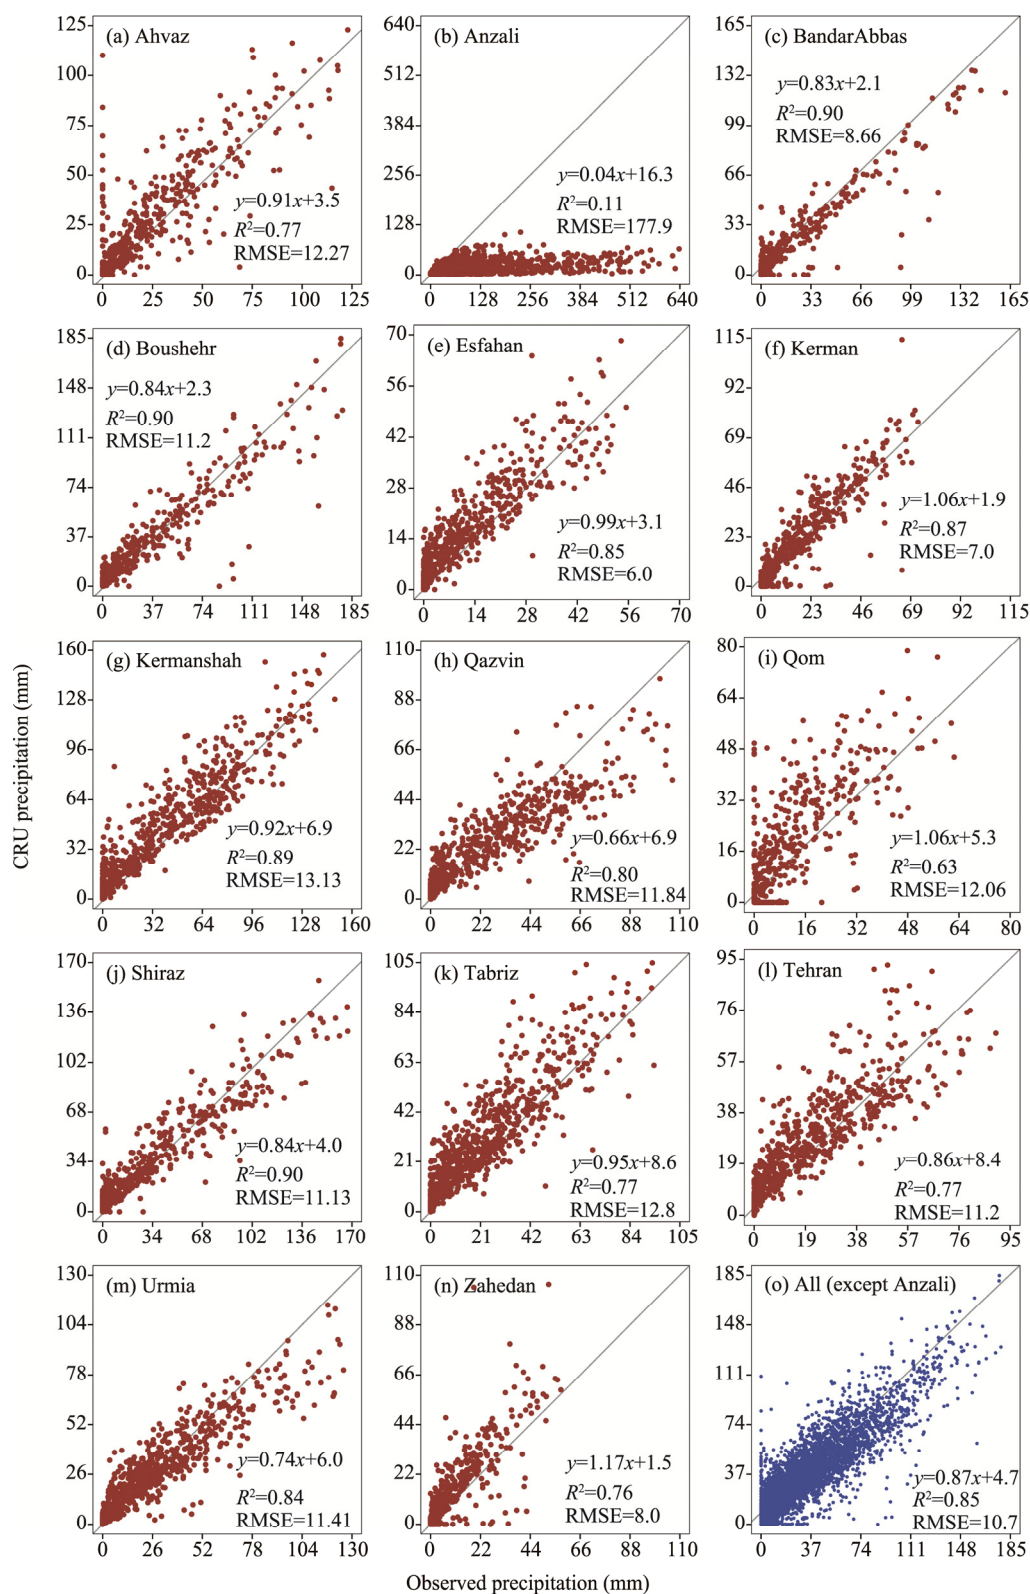 (a) Ahvaz
y=0.91x+3.5
R²=0.77
RMSE=12.27
125
100
75
50
25
0
0 25 50 75 100 125
(b) Anzali
y=0.04x+16.3
R²=0.11
RMSE=177.9
640
512
384
256
128
0
0 128 256 384 512 640
(c) BandarAbbas
y=0.83x+2.1
R²=0.90
RMSE=8.66
165
132
99
66
33
0
0 33 66 99 132 165
(d) Boushehr
y=0.84x+2.3
R²=0.90
RMSE=11.2
185
148
111
74
37
0
0 37 74 111 148 185
(e) Esfahan
y=0.99x+3.1
R²=0.85
RMSE=6.0
70
56
42
28
14
0
0 14 28 42 56 70
(f) Kerman
y=1.06x+1.9
R²=0.87
RMSE=7.0
115
92
69
46
23
0
0 23 46 69 92 115
CRU precipitation (mm)
(g) Kermanshah
y=0.92x+6.9
R²=0.89
RMSE=13.13
160
128
96
64
32
0
0 32 64 96 128 160
(h) Qazvin
y=0.66x+6.9
R²=0.80
RMSE=11.84
110
88
66
44
22
0
0 22 44 66 88 110
(i) Qom
y=1.06x+5.3
R²=0.63
RMSE=12.06
80
64
48
32
16
0
0 16 32 48 64 80
(j) Shiraz
y=0.84x+4.0
R²=0.90
RMSE=11.13
170
136
102
68
34
0
0 34 68 102 136 170
(k) Tabriz
y=0.95x+8.6
R²=0.77
RMSE=12.8
105
84
63
42
21
0
0 21 42 63 84 105
(l) Tehran
y=0.86x+8.4
R²=0.77
RMSE=11.2
95
76
57
38
19
0
0 19 38 57 76 95
(m) Urmia
y=0.74x+6.0
R²=0.84
RMSE=11.41
130
104
78
52
26
0
0 26 52 78 104 130
(n) Zahedan
y=1.17x+1.5
R²=0.76
RMSE=8.0
110
88
66
44
22
0
0 22 44 66 88 110
(o) All (except Anzali)
y=0.87x+4.7
R²=0.85
RMSE=10.7
185
148
111
74
37
0
0 37 74 111 148 185
Observed precipitation (mm)